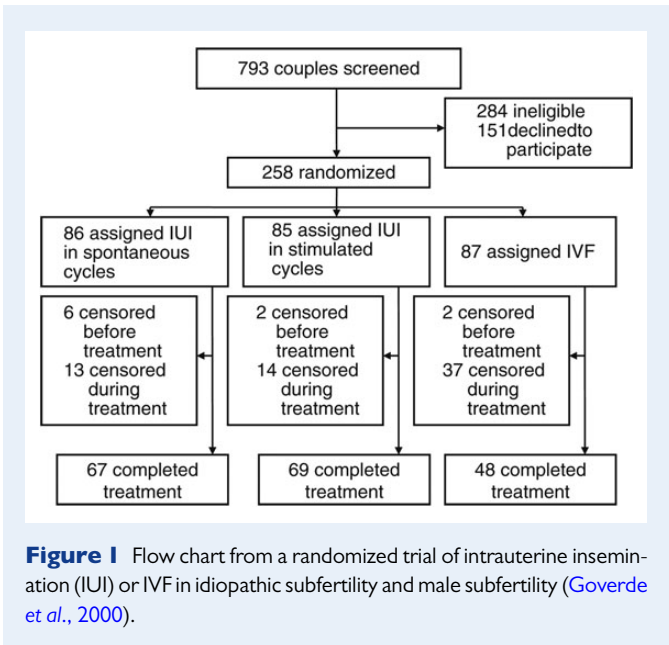 793 couples screened
284 ineligible
151declinedto
participate
258 randomized
86 assigned IUI
in spontaneous
cycles
85 assigned IUI
in stimulated
cycles
87 assigned IVF
6 censored
before
treatment
13 censored
during
treatment
2 censored
before
treatment
14 censored
during
treatment
2 censored
before
treatment
37 censored
during
treatment
67 completed
treatment
69 completed
treatment
48 completed
treatment
Figure 1 Flow chart from a randomized trial of intrauterine insemin-
ation (IUI) or IVF in idiopathic subfertility and male subfertility (Goverde
et al., 2000).